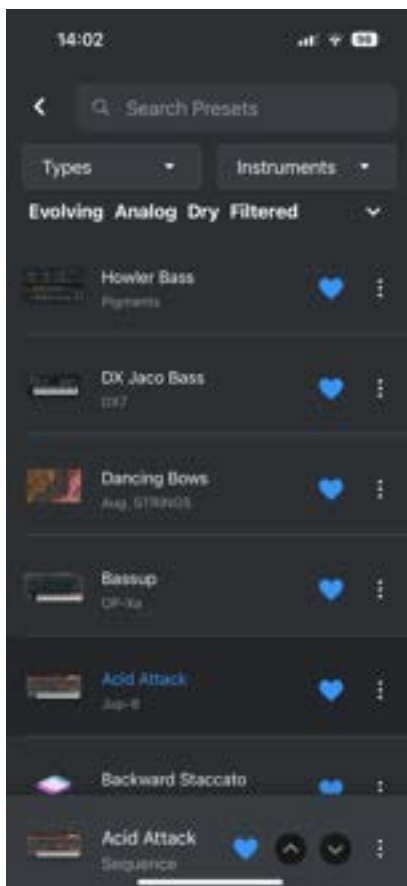 14:02
98
Search Presets
Types
Instruments
Evolving Analog Dry Filtered
Howler Bass
Pigments
DX Jaco Bass
DX7
Dancing Bows
Aug. STRINGS
Bassup
OP-Xa
Acid Attack
Jup-8
Backward Staccato
Acid Attack
Sequence